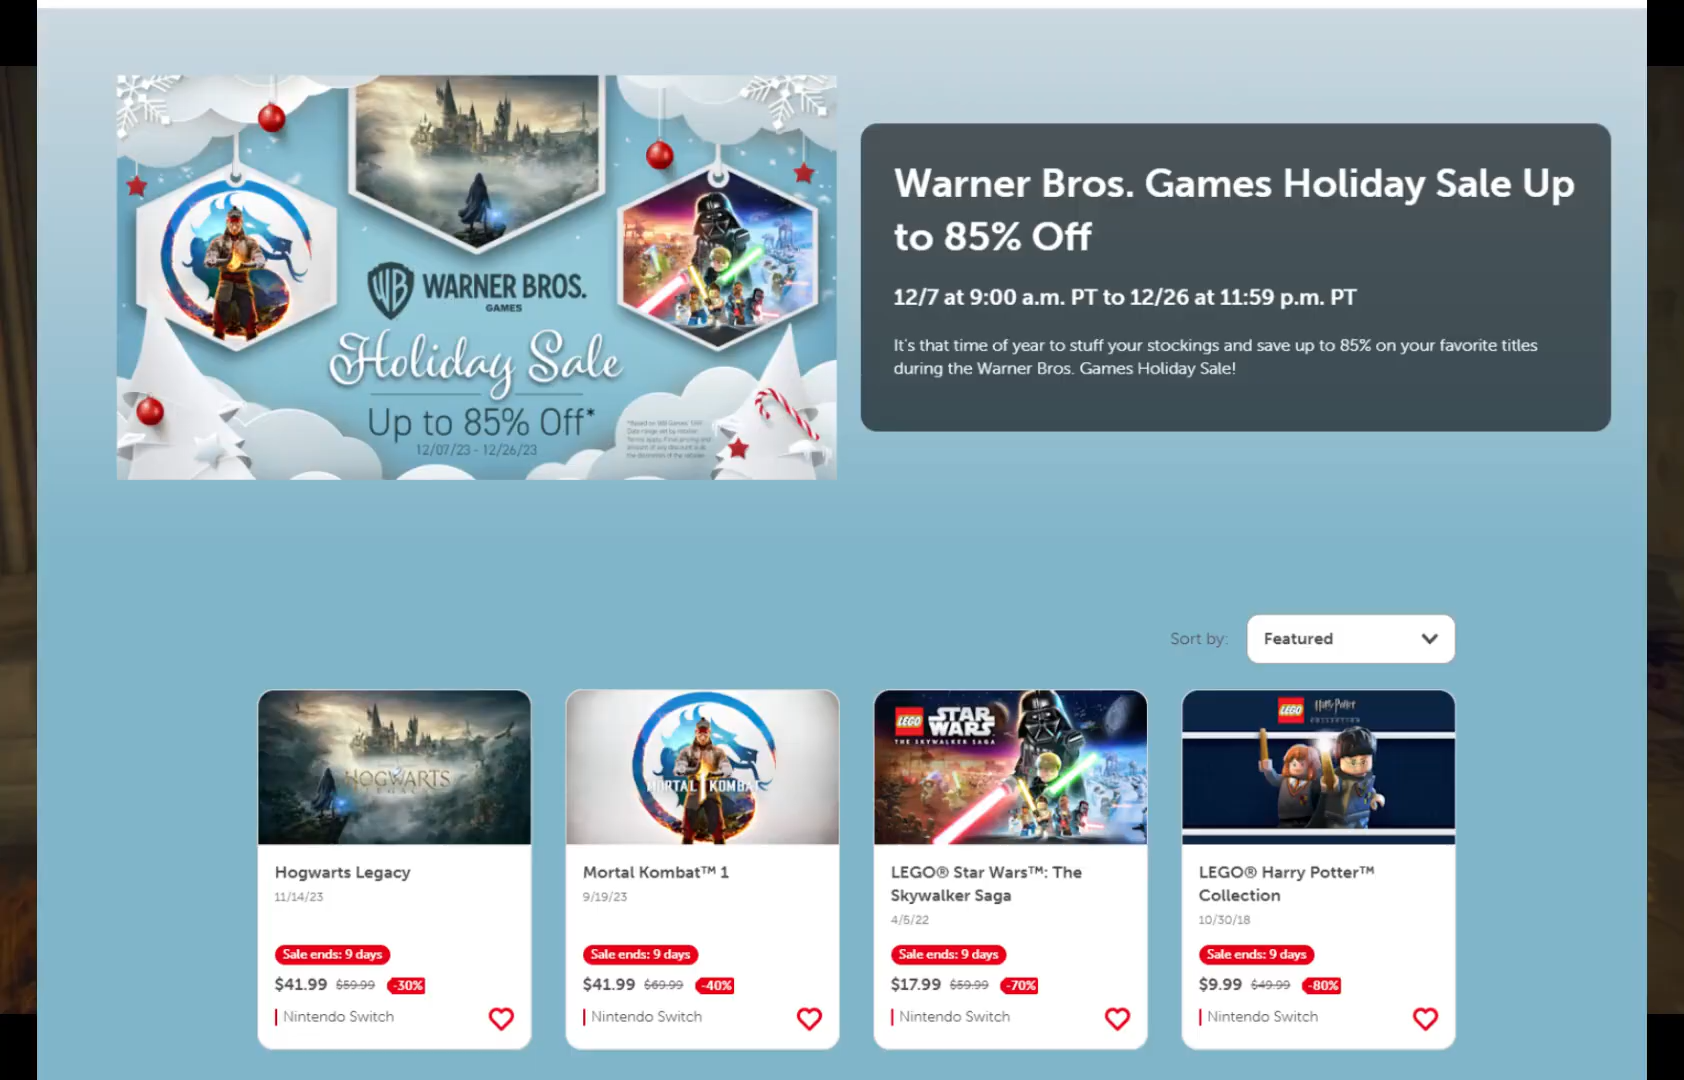 WB
WARNER BROS.
GAMES
Holiday Sale
Up to 85% Off*
12/07/23 - 12/26/23
Warner Bros. Games Holiday Sale Up
to 85% Off
12/7 at 9:00 a.m. PT to 12/26 at 11:59 p.m. PT
It's that time of year to stuff your stockings and save up to 85% on your favorite titles
during the Warner Bros. Games Holiday Sale!
Sort by:
Featured
HOGWARTS
Hogwarts Legacy
11/14/23
Sale ends: 9 days
$41.99 $59.99 -30%
Nintendo Switch
MORTAL KOMBAT
Mortal Kombat™ 1
9/19/23
Sale ends: 9 days
$41.99 $69.99 -40%
Nintendo Switch
LEGO STAR WARS
THE SKYWALKER SAGA
LEGO® Star Wars™: The
Skywalker Saga
4/5/22
Sale ends: 9 days
$17.99 $59.99 -70%
Nintendo Switch
LEGO Harry Potter
COLLECTION
LEGO® Harry Potter™
Collection
10/30/18
Sale ends: 9 days
$9.99 $49.99 -80%
Nintendo Switch